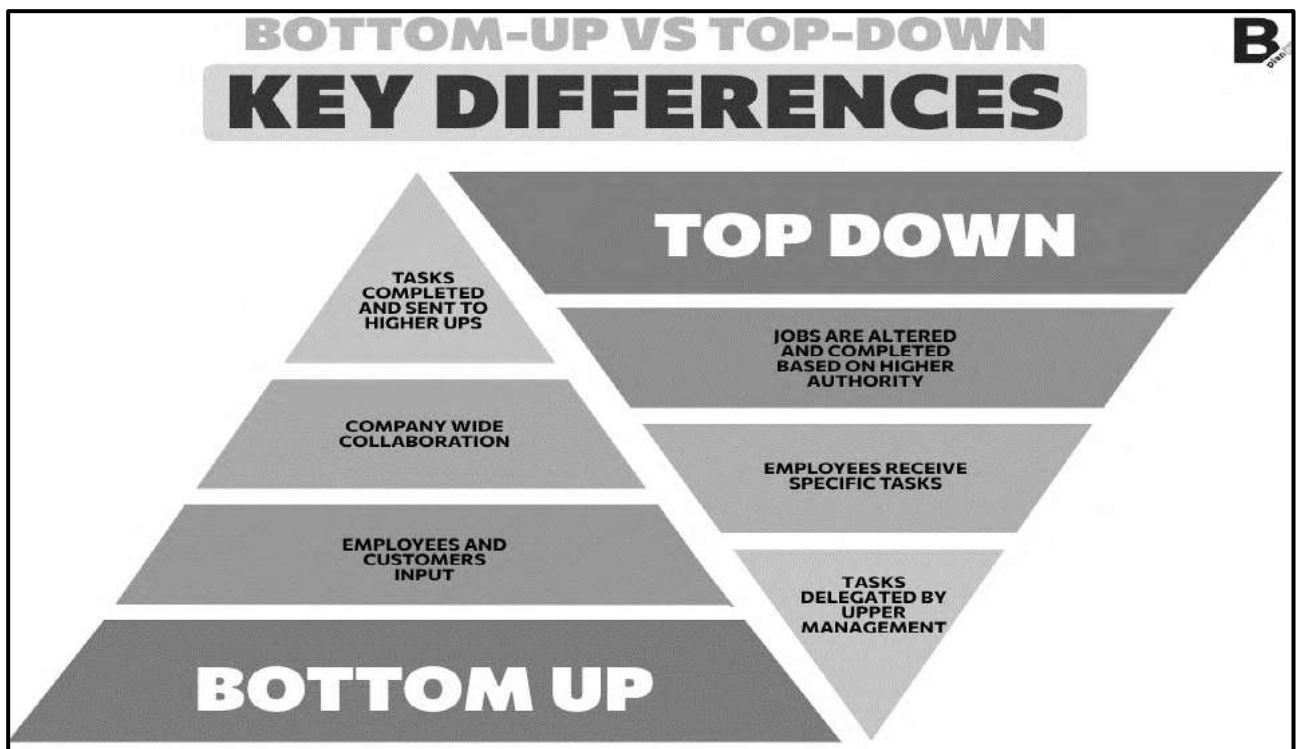 BOTTOM-UP VS TOP-DOWN
KEY DIFFERENCES
B
plan
TASKS
COMPLETED
AND SENT TO
HIGHER UPS
COMPANY WIDE
COLLABORATION
EMPLOYEES AND
CUSTOMERS
INPUT
BOTTOM UP
TOP DOWN
JOBS ARE ALTERED
AND COMPLETED
BASED ON HIGHER
AUTHORITY
EMPLOYEES RECEIVE
SPECIFIC TASKS
TASKS
DELEGATED BY
UPPER
MANAGEMENT